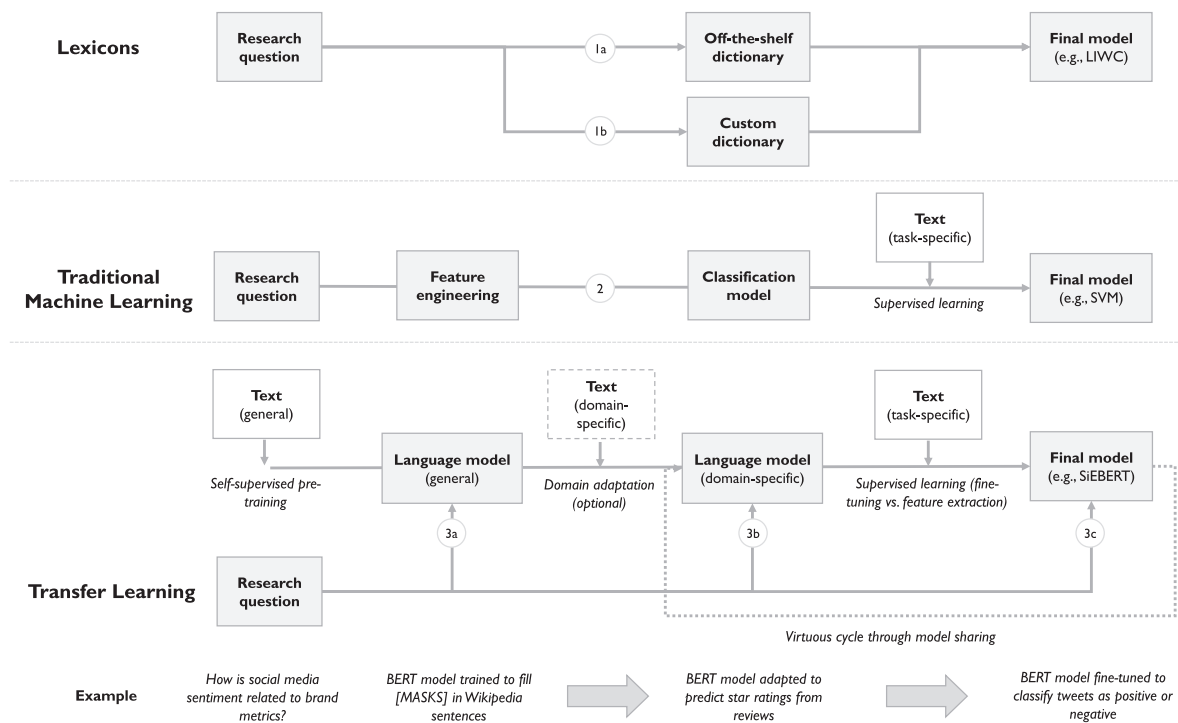 Lexicons
Research
question
1a
Off-the-shelf
dictionary
Final model
(e.g., LIWC)
1b
Custom
dictionary
Traditional
Machine Learning
Research
question
Feature
engineering
2
Classification
model
Text
(task-specific)
Supervised learning
Final model
(e.g., SVM)
Transfer Learning
Text
(general)
Self-supervised pre-
training
Language model
(general)
Text
(domain-
specific)
Domain adaptation
(optional)
Language model
(domain-specific)
Text
(task-specific)
Supervised learning (fine-
tuning vs. feature extraction)
Final model
(e.g., SiEBERT)
3a
3b
3c
Research
question
Virtuous cycle through model sharing
Example
How is social media
sentiment related to brand
metrics?
BERT model trained to fill
[MASKS] in Wikipedia
sentences
BERT model adapted to
predict star ratings from
reviews
BERT model fine-tuned to
classify tweets as positive or
negative